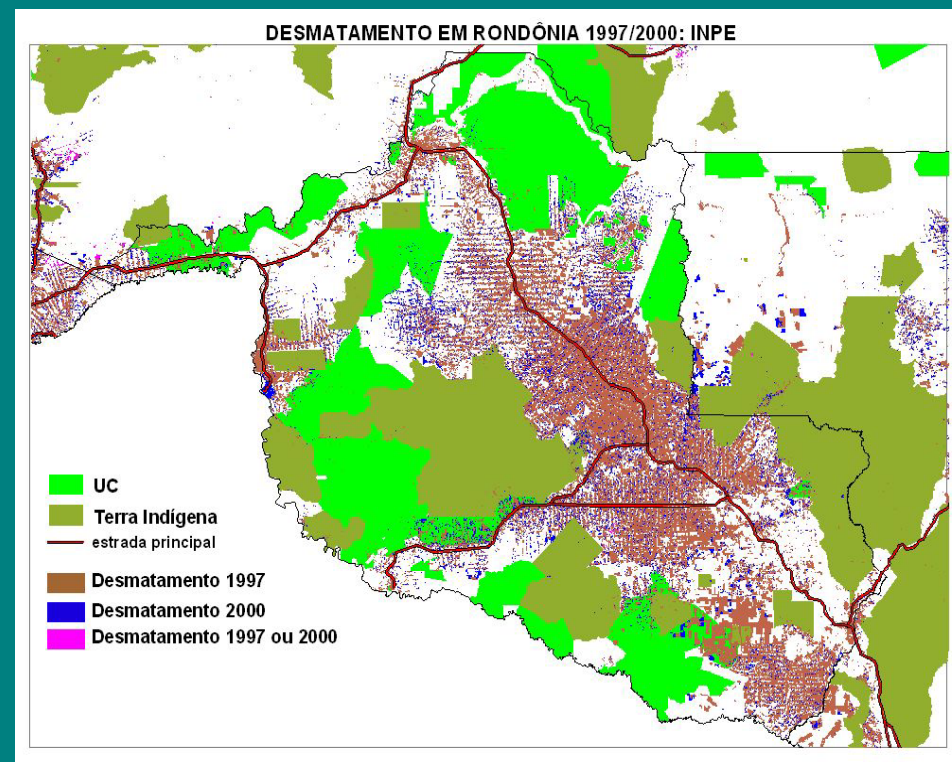 DESMATAMENTO EM RONDÔNIA 1997/2000: INPE
UC
Terra Indígena
estrada principal
Desmatamento 1997
Desmatamento 2000
Desmatamento 1997 ou 2000